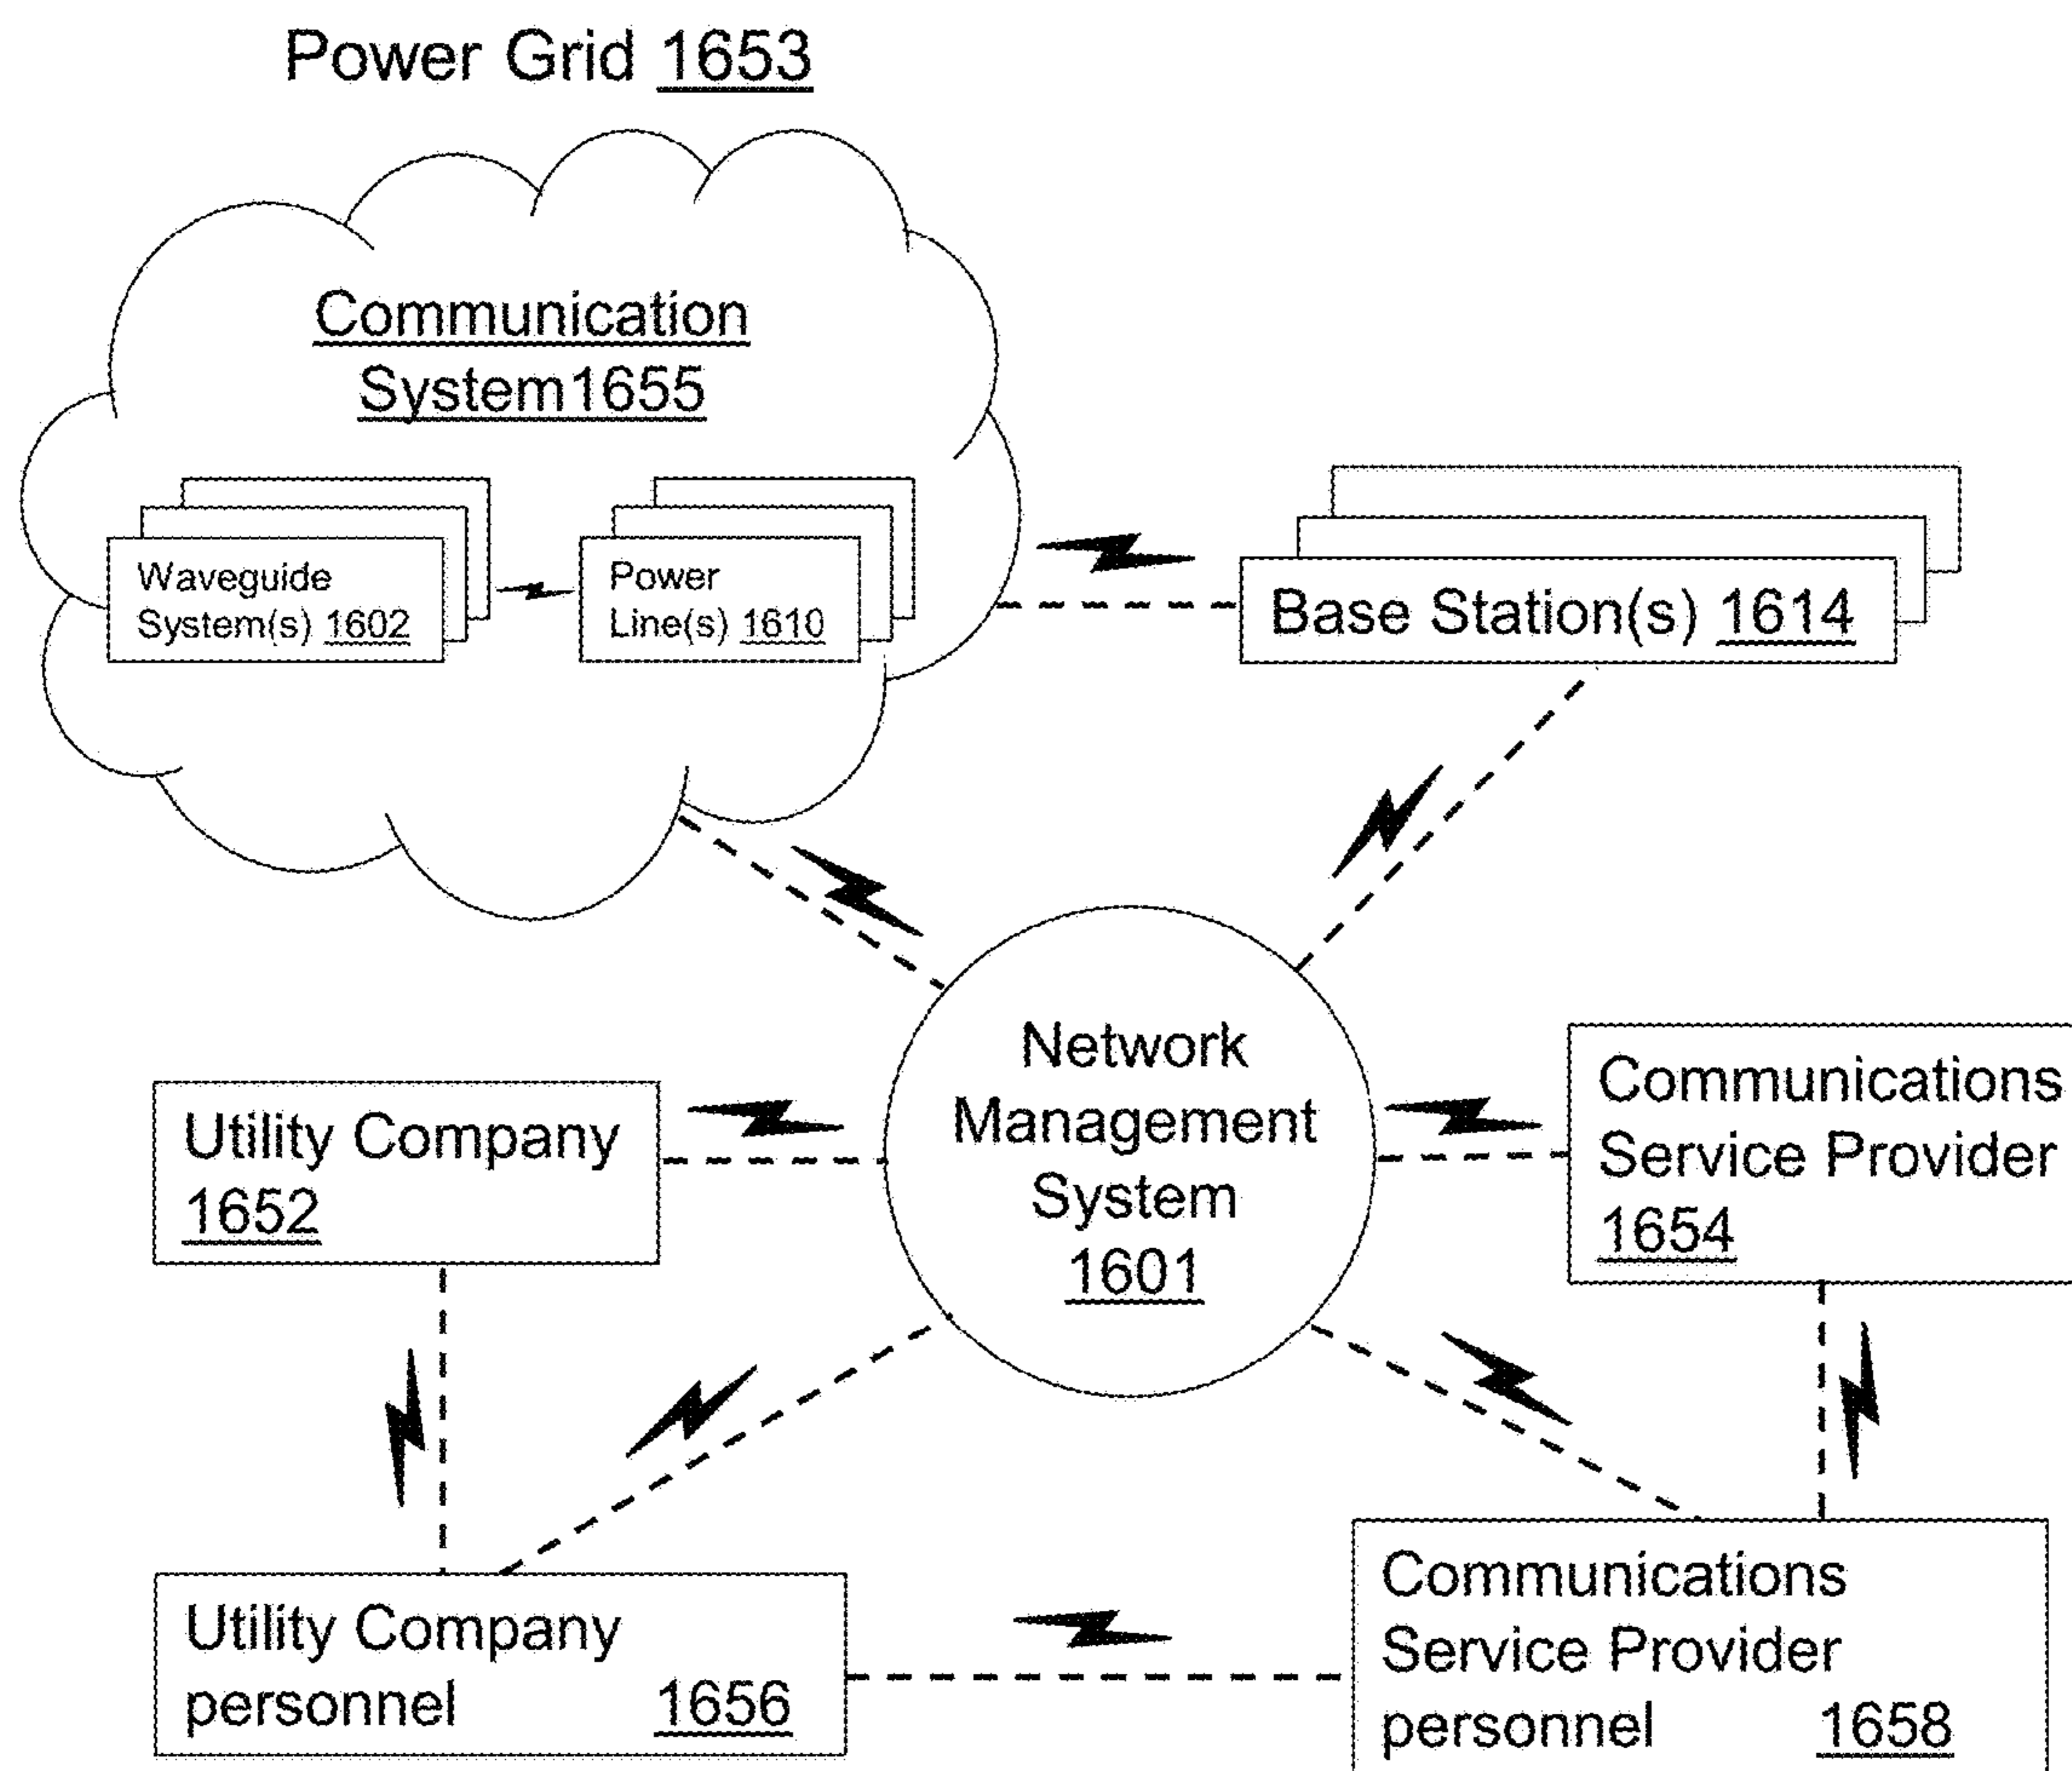 Power Grid 1653
Communication
System1655
Waveguide
System(s) 1602
Power
Line(s) 1610
Base Station(s) 1614
Network
Management
System
1601
Utility Company
1652
Communications
Service Provider
1654
Utility Company
personnel 1656
Communications
Service Provider
personnel 1658